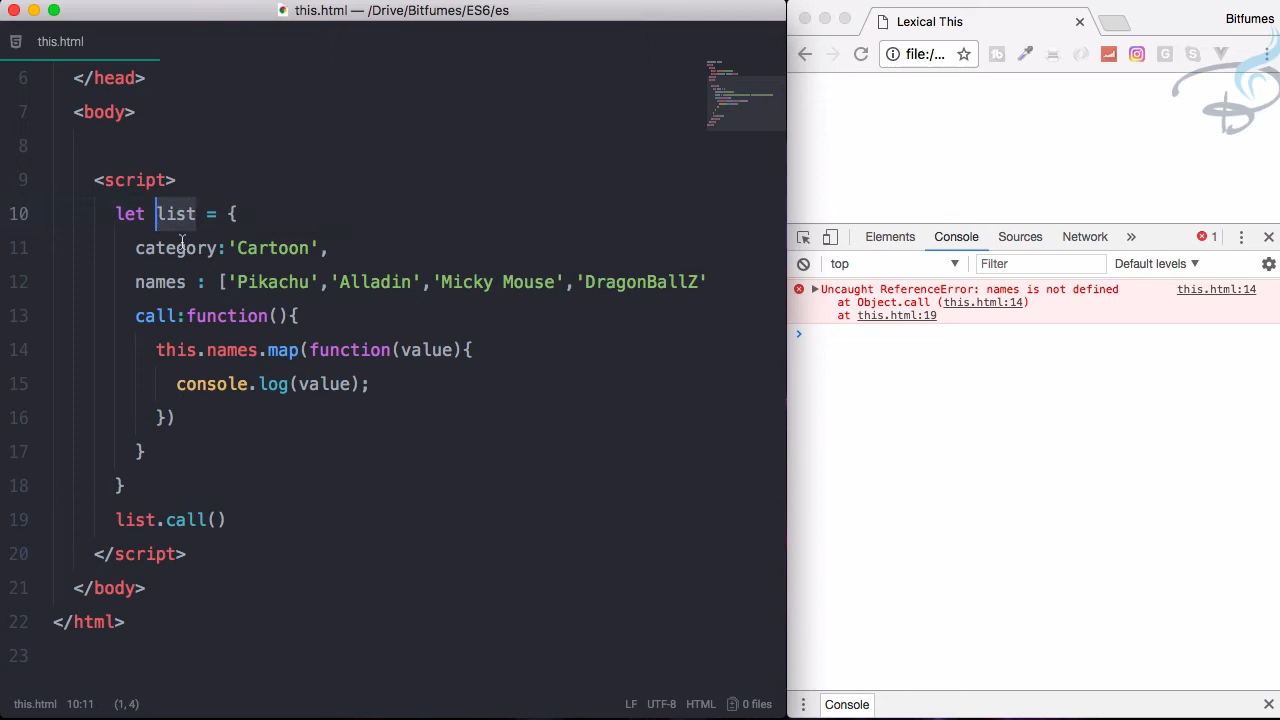 this.html — /Drive/Bitfumes/ES6/es
this.html
6 </head>
7 <body>
8
9 <script>
10 let list = {
11 category:'Cartoon',
12 names : ['Pikachu','Alladin','Micky Mouse','DragonBallZ'
13 call:function(){
14 this.names.map(function(value){
15 console.log(value);
16 })
17 }
18 }
19 list.call()
20 </script>
21 </body>
22 </html>
23
this.html 10:11 (1, 4) LF UTF-8 HTML 0 files
Lexical This
Bitfumes
file:/...
Elements Console Sources Network » 1
top Filter Default levels
Uncaught ReferenceError: names is not defined this.html:14
at Object.call (this.html:14)
at this.html:19
Console